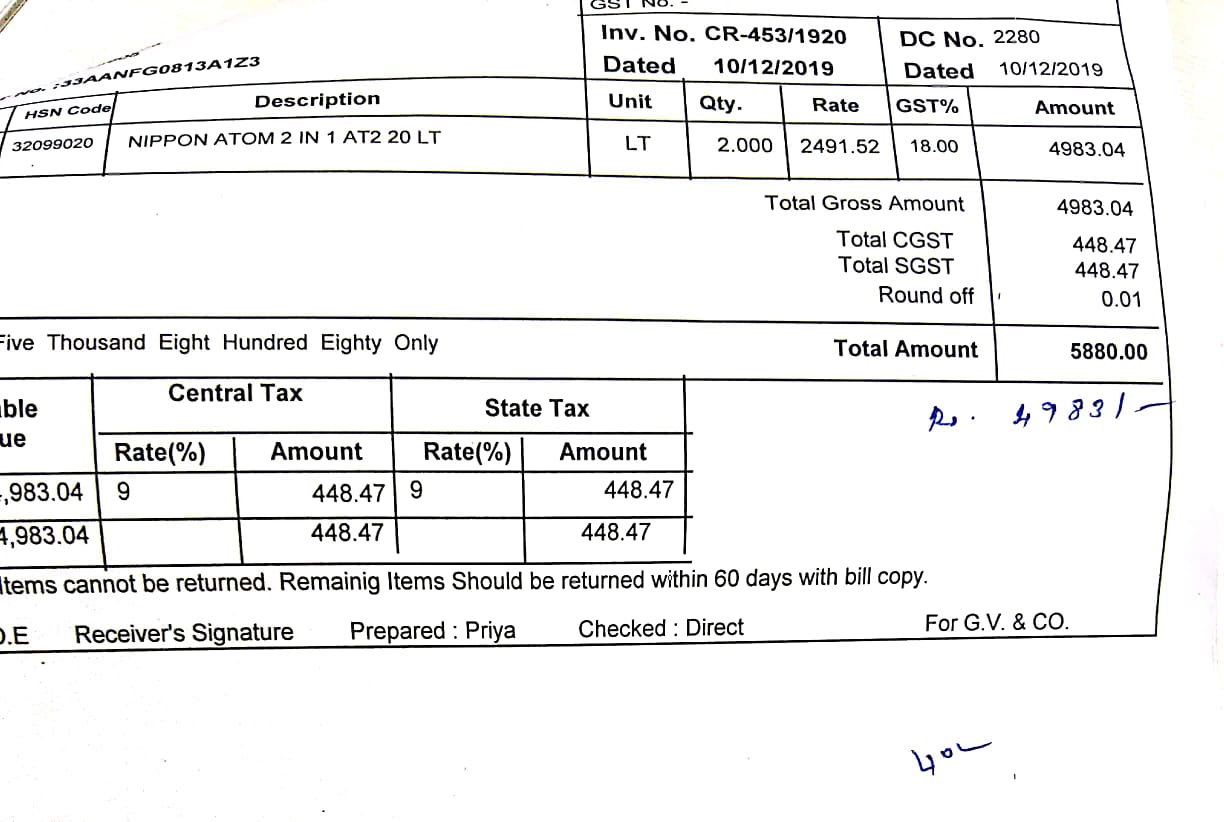 GST No. -
Inv. No. CR-453/1920 DC No. 2280
Dated 10/12/2019 Dated 10/12/2019
No. :33AANFG0813A1Z3
HSN Code Description Unit Qty. Rate GST% Amount
32099020 NIPPON ATOM 2 IN 1 AT2 20 LT LT 2.000 2491.52 18.00 4983.04
Total Gross Amount 4983.04
Total CGST 448.47
Total SGST 448.47
Round off 0.01
Five Thousand Eight Hundred Eighty Only Total Amount 5880.00
Rs. 4983/-
Central Tax State Tax
Rate(%) Amount Rate(%) Amount
,983.04 9 448.47 9 448.47
4,983.04 448.47 448.47
Items cannot be returned. Remainig Items Should be returned within 60 days with bill copy.
.E Receiver's Signature Prepared : Priya Checked : Direct For G.V. & CO.